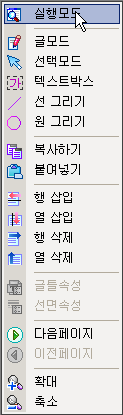 실행모드
글모드
선택모드
텍스트박스
선 그리기
원 그리기
복사하기
붙여넣기
행 삽입
열 삽입
행 삭제
열 삭제
글틀속성
선면속성
다음페이지
이전페이지
확대
축소